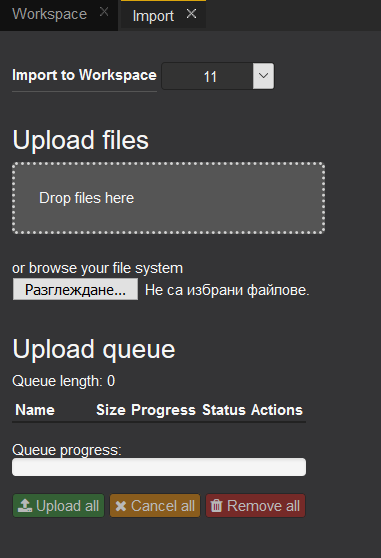 Workspace Import
Import to Workspace 11
Upload files
Drop files here
or browse your file system
Разглеждане... Не са избрани файлове.
Upload queue
Queue length: 0
Name Size Progress Status Actions
Queue progress:
Upload all Cancel all Remove all